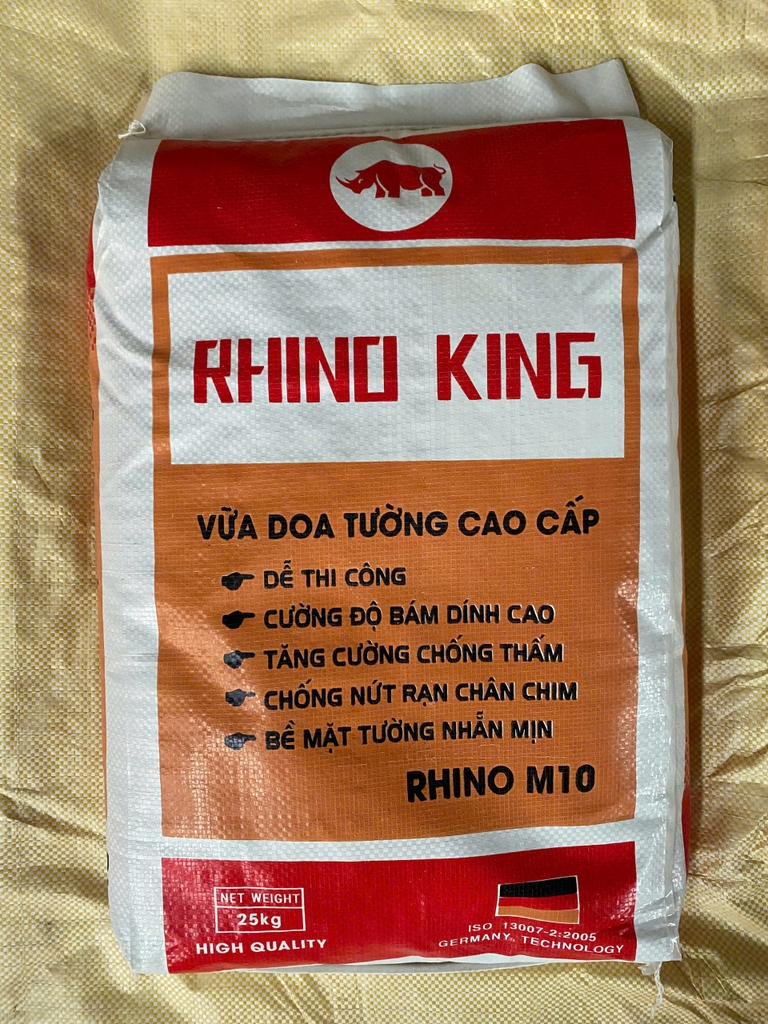 RHINO KING
VỮA DOA TƯỜNG CAO CẤP
DỄ THI CÔNG
CƯỜNG ĐỘ BÁM DÍNH CAO
TĂNG CƯỜNG CHỐNG THẤM
CHỐNG NỨT RẠN CHÂN CHIM
BỀ MẶT TƯỜNG NHẴN MỊN
RHINO M10
NET WEIGHT
25kg
HIGH QUALITY
ISO 13007-2:2005
GERMANY, TECHNOLOGY